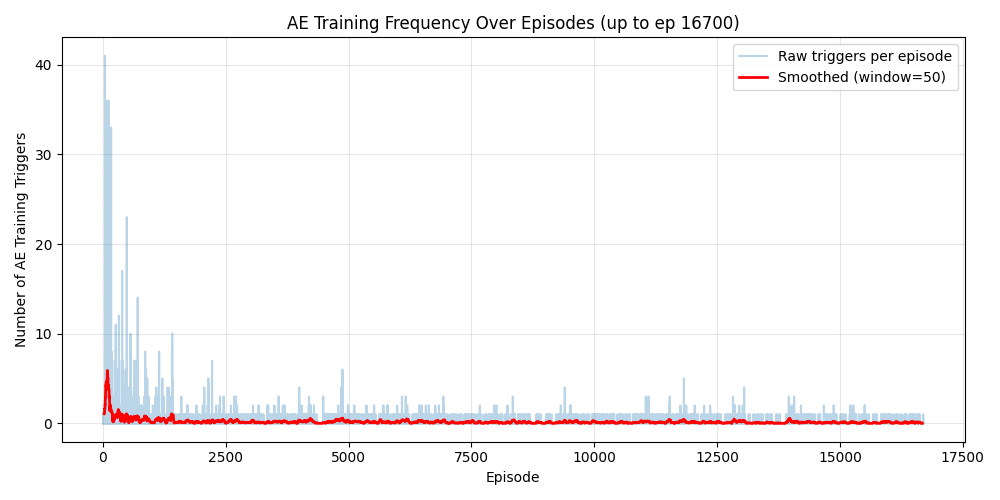 AE Training Frequency Over Episodes (up to ep 16700)
Raw triggers per episode
Smoothed (window=50)
Number of AE Training Triggers
40
30
20
10
0
0 2500 5000 7500 10000 12500 15000 17500
Episode